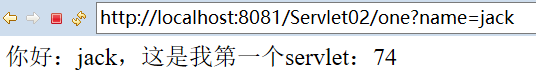 http://localhost:8081/Servlet02/one?name=jack
你好：jack，这是我第一个servlet：74